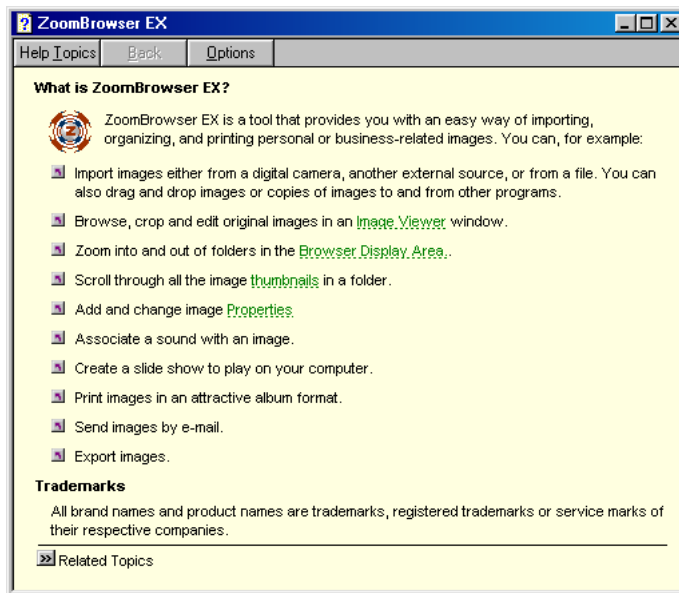 ZoomBrowser EX
Help Topics Back Options
What is ZoomBrowser EX?
ZoomBrowser EX is a tool that provides you with an easy way of importing,
organizing, and printing personal or business-related images. You can, for example:
Import images either from a digital camera, another external source, or from a file. You can
also drag and drop images or copies of images to and from other programs.
Browse, crop and edit original images in an Image Viewer window.
Zoom into and out of folders in the Browser Display Area..
Scroll through all the image thumbnails in a folder.
Add and change image Properties
Associate a sound with an image.
Create a slide show to play on your computer.
Print images in an attractive album format.
Send images by e-mail.
Export images.
Trademarks
All brand names and product names are trademarks, registered trademarks or service marks of
their respective companies.
>> Related Topics